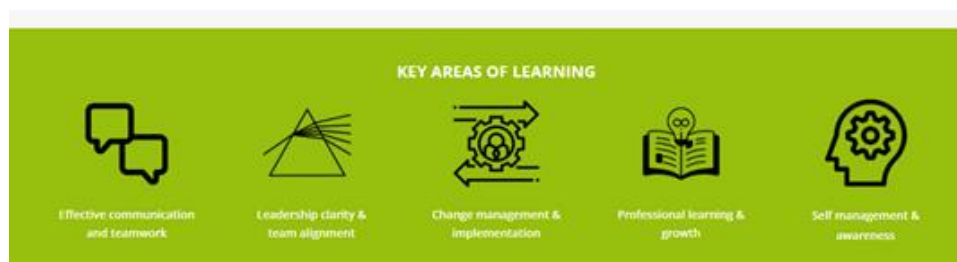 KEY AREAS OF LEARNING
Effective communication
and teamwork
Leadership clarity &
team alignment
Change management &
implementation
Professional learning &
growth
Self management &
awareness